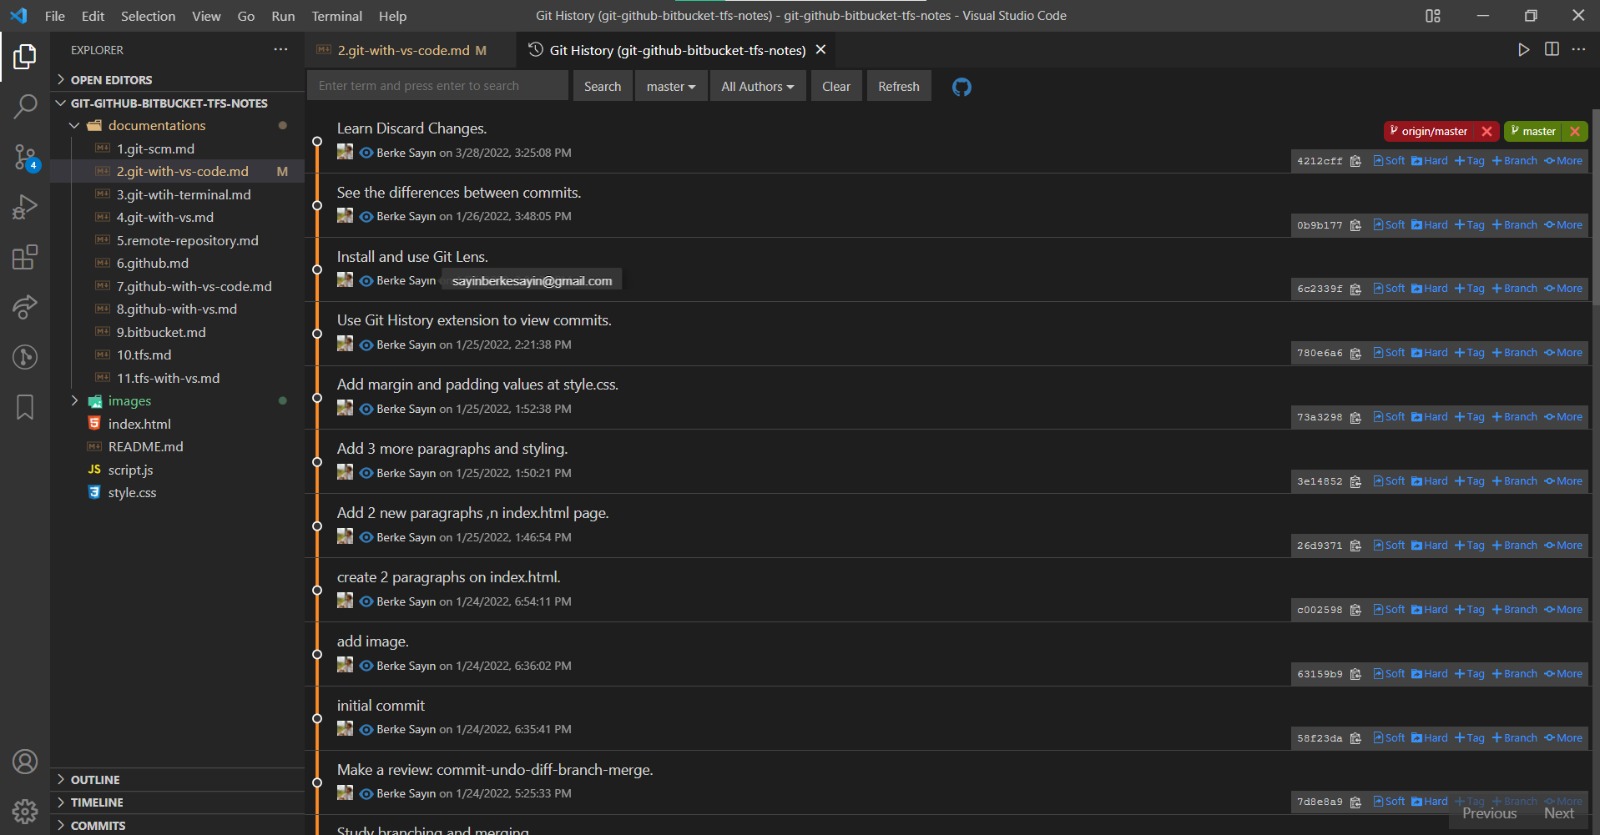 File Edit Selection View Go Run Terminal Help
Git History (git-github-bitbucket-tfs-notes) - git-github-bitbucket-tfs-notes - Visual Studio Code
EXPLORER ···
2.git-with-vs-code.md M
Git History (git-github-bitbucket-tfs-notes)
OPEN EDITORS
GIT-GITHUB-BITBUCKET-TFS-NOTES
documentations
1.git-scm.md
2.git-with-vs-code.md M
3.git-wtih-terminal.md
4.git-with-vs.md
5.remote-repository.md
6.github.md
7.github-with-vs-code.md
8.github-with-vs.md
9.bitbucket.md
10.tfs.md
11.tfs-with-vs.md
images
index.html
README.md
JS script.js
style.css
OUTLINE
TIMELINE
COMMITS
4
Enter term and press enter to search Search master All Authors Clear Refresh
Learn Discard Changes.
origin/master master
Berke Sayın on 3/28/2022, 3:25:08 PM
4212cff Soft Hard +Tag +Branch More
See the differences between commits.
Berke Sayın on 1/26/2022, 3:48:05 PM
0b9b177 Soft Hard +Tag +Branch More
Install and use Git Lens.
Berke Sayın sayinberkesayin@gmail.com
6c2339f Soft Hard +Tag +Branch More
Use Git History extension to view commits.
Berke Sayın on 1/25/2022, 2:21:38 PM
780e6a6 Soft Hard +Tag +Branch More
Add margin and padding values at style.css.
Berke Sayın on 1/25/2022, 1:52:38 PM
73a3298 Soft Hard +Tag +Branch More
Add 3 more paragraphs and styling.
Berke Sayın on 1/25/2022, 1:50:21 PM
3e14852 Soft Hard +Tag +Branch More
Add 2 new paragraphs ,n index.html page.
Berke Sayın on 1/25/2022, 1:46:54 PM
26d9371 Soft Hard +Tag +Branch More
create 2 paragraphs on index.html.
Berke Sayın on 1/24/2022, 6:54:11 PM
c002598 Soft Hard +Tag +Branch More
add image.
Berke Sayın on 1/24/2022, 6:36:02 PM
63159b9 Soft Hard +Tag +Branch More
initial commit
Berke Sayın on 1/24/2022, 6:35:41 PM
58f23da Soft Hard +Tag +Branch More
Make a review: commit-undo-diff-branch-merge.
Berke Sayın on 1/24/2022, 5:25:33 PM
7d8e8a9 Soft Hard +Tag +Branch More
Previous Next
Study branching and merging